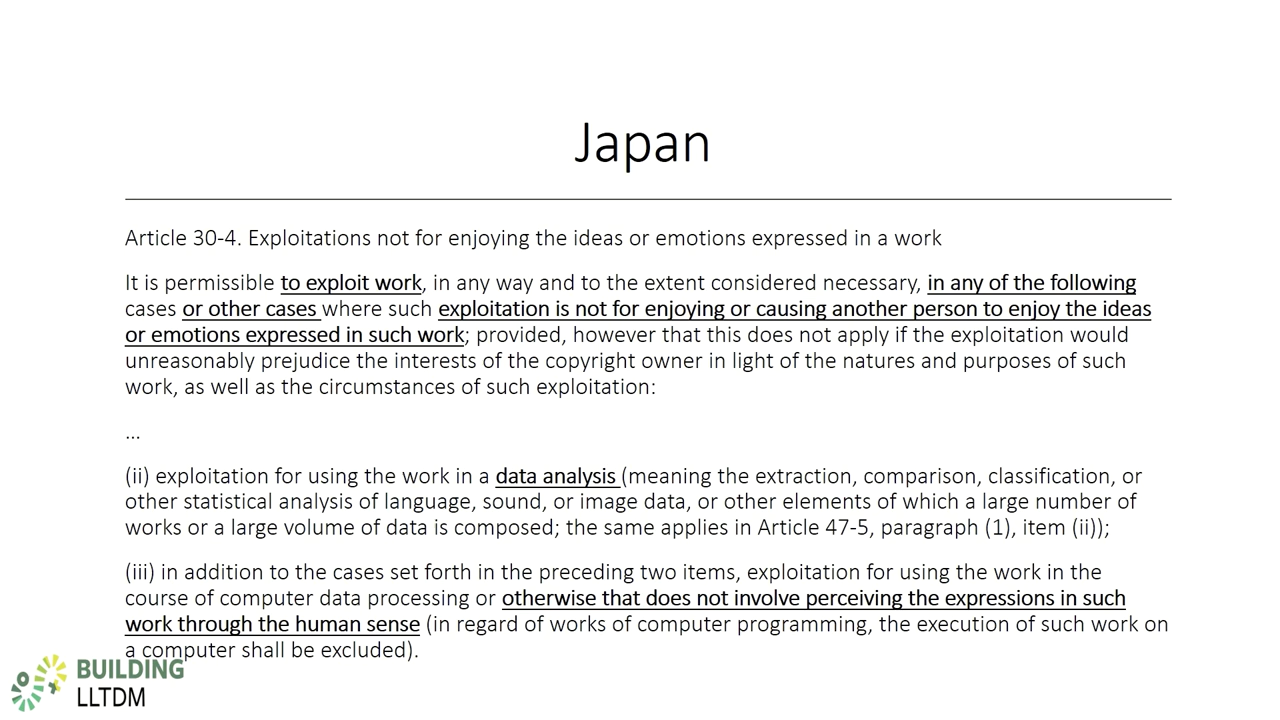 Japan
Article 30-4. Exploitations not for enjoying the ideas or emotions expressed in a work
It is permissible to exploit work, in any way and to the extent considered necessary, in any of the following
cases or other cases where such exploitation is not for enjoying or causing another person to enjoy the ideas
or emotions expressed in such work; provided, however that this does not apply if the exploitation would
unreasonably prejudice the interests of the copyright owner in light of the natures and purposes of such
work, as well as the circumstances of such exploitation:
...
(ii) exploitation for using the work in a data analysis (meaning the extraction, comparison, classification, or
other statistical analysis of language, sound, or image data, or other elements of which a large number of
works or a large volume of data is composed; the same applies in Article 47-5, paragraph (1), item (ii));
(iii) in addition to the cases set forth in the preceding two items, exploitation for using the work in the
course of computer data processing or otherwise that does not involve perceiving the expressions in such
work through the human sense (in regard of works of computer programming, the execution of such work on
a computer shall be excluded).
BUILDING
LLTDM